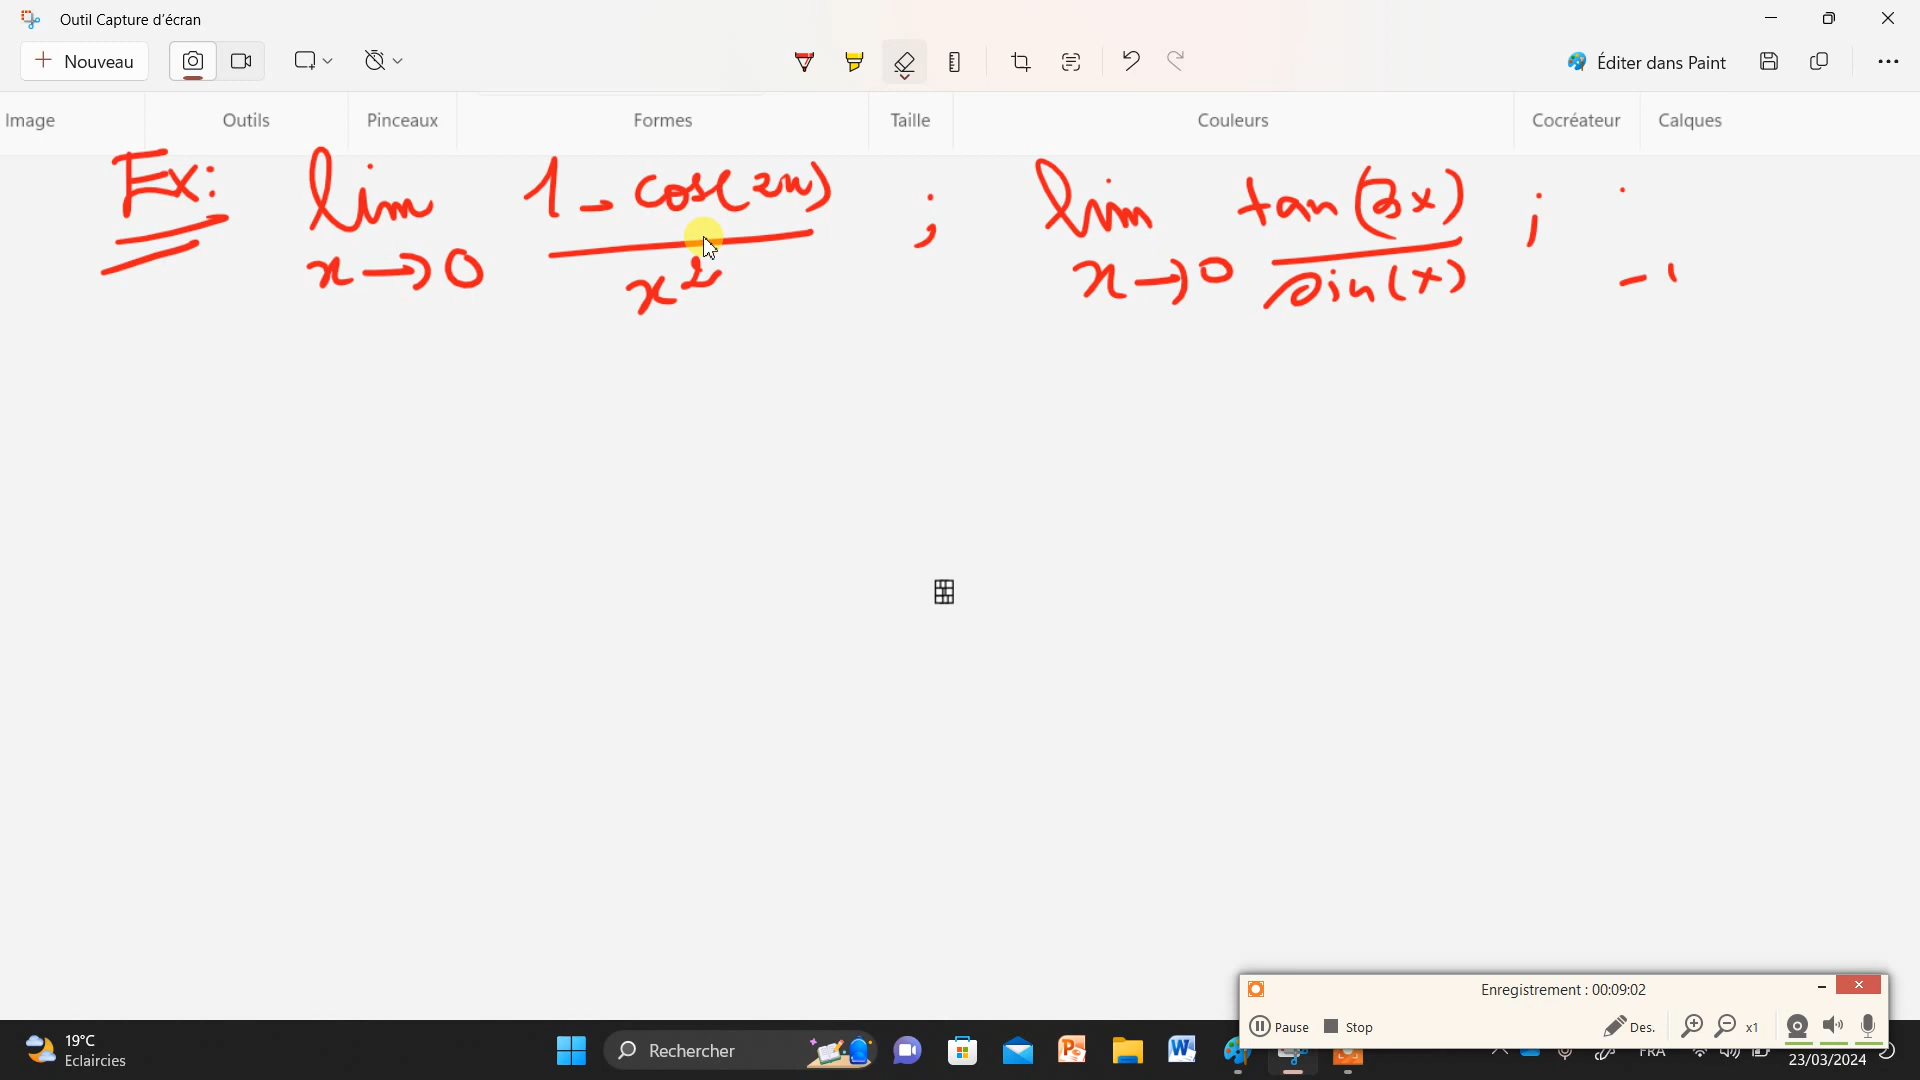 Outil Capture d'écran
Nouveau
Éditer dans Paint
Image Outils Pinceaux Formes Taille Couleurs Cocréateur Calques
Ex: lim x→0 (1 - cos(2x))/x² ; lim x→0 tan(3x)/sin(x) ;
Enregistrement : 00:09:02
Pause Stop Des. x1
19°C
Eclaircies
Rechercher
FRA
23/03/2024